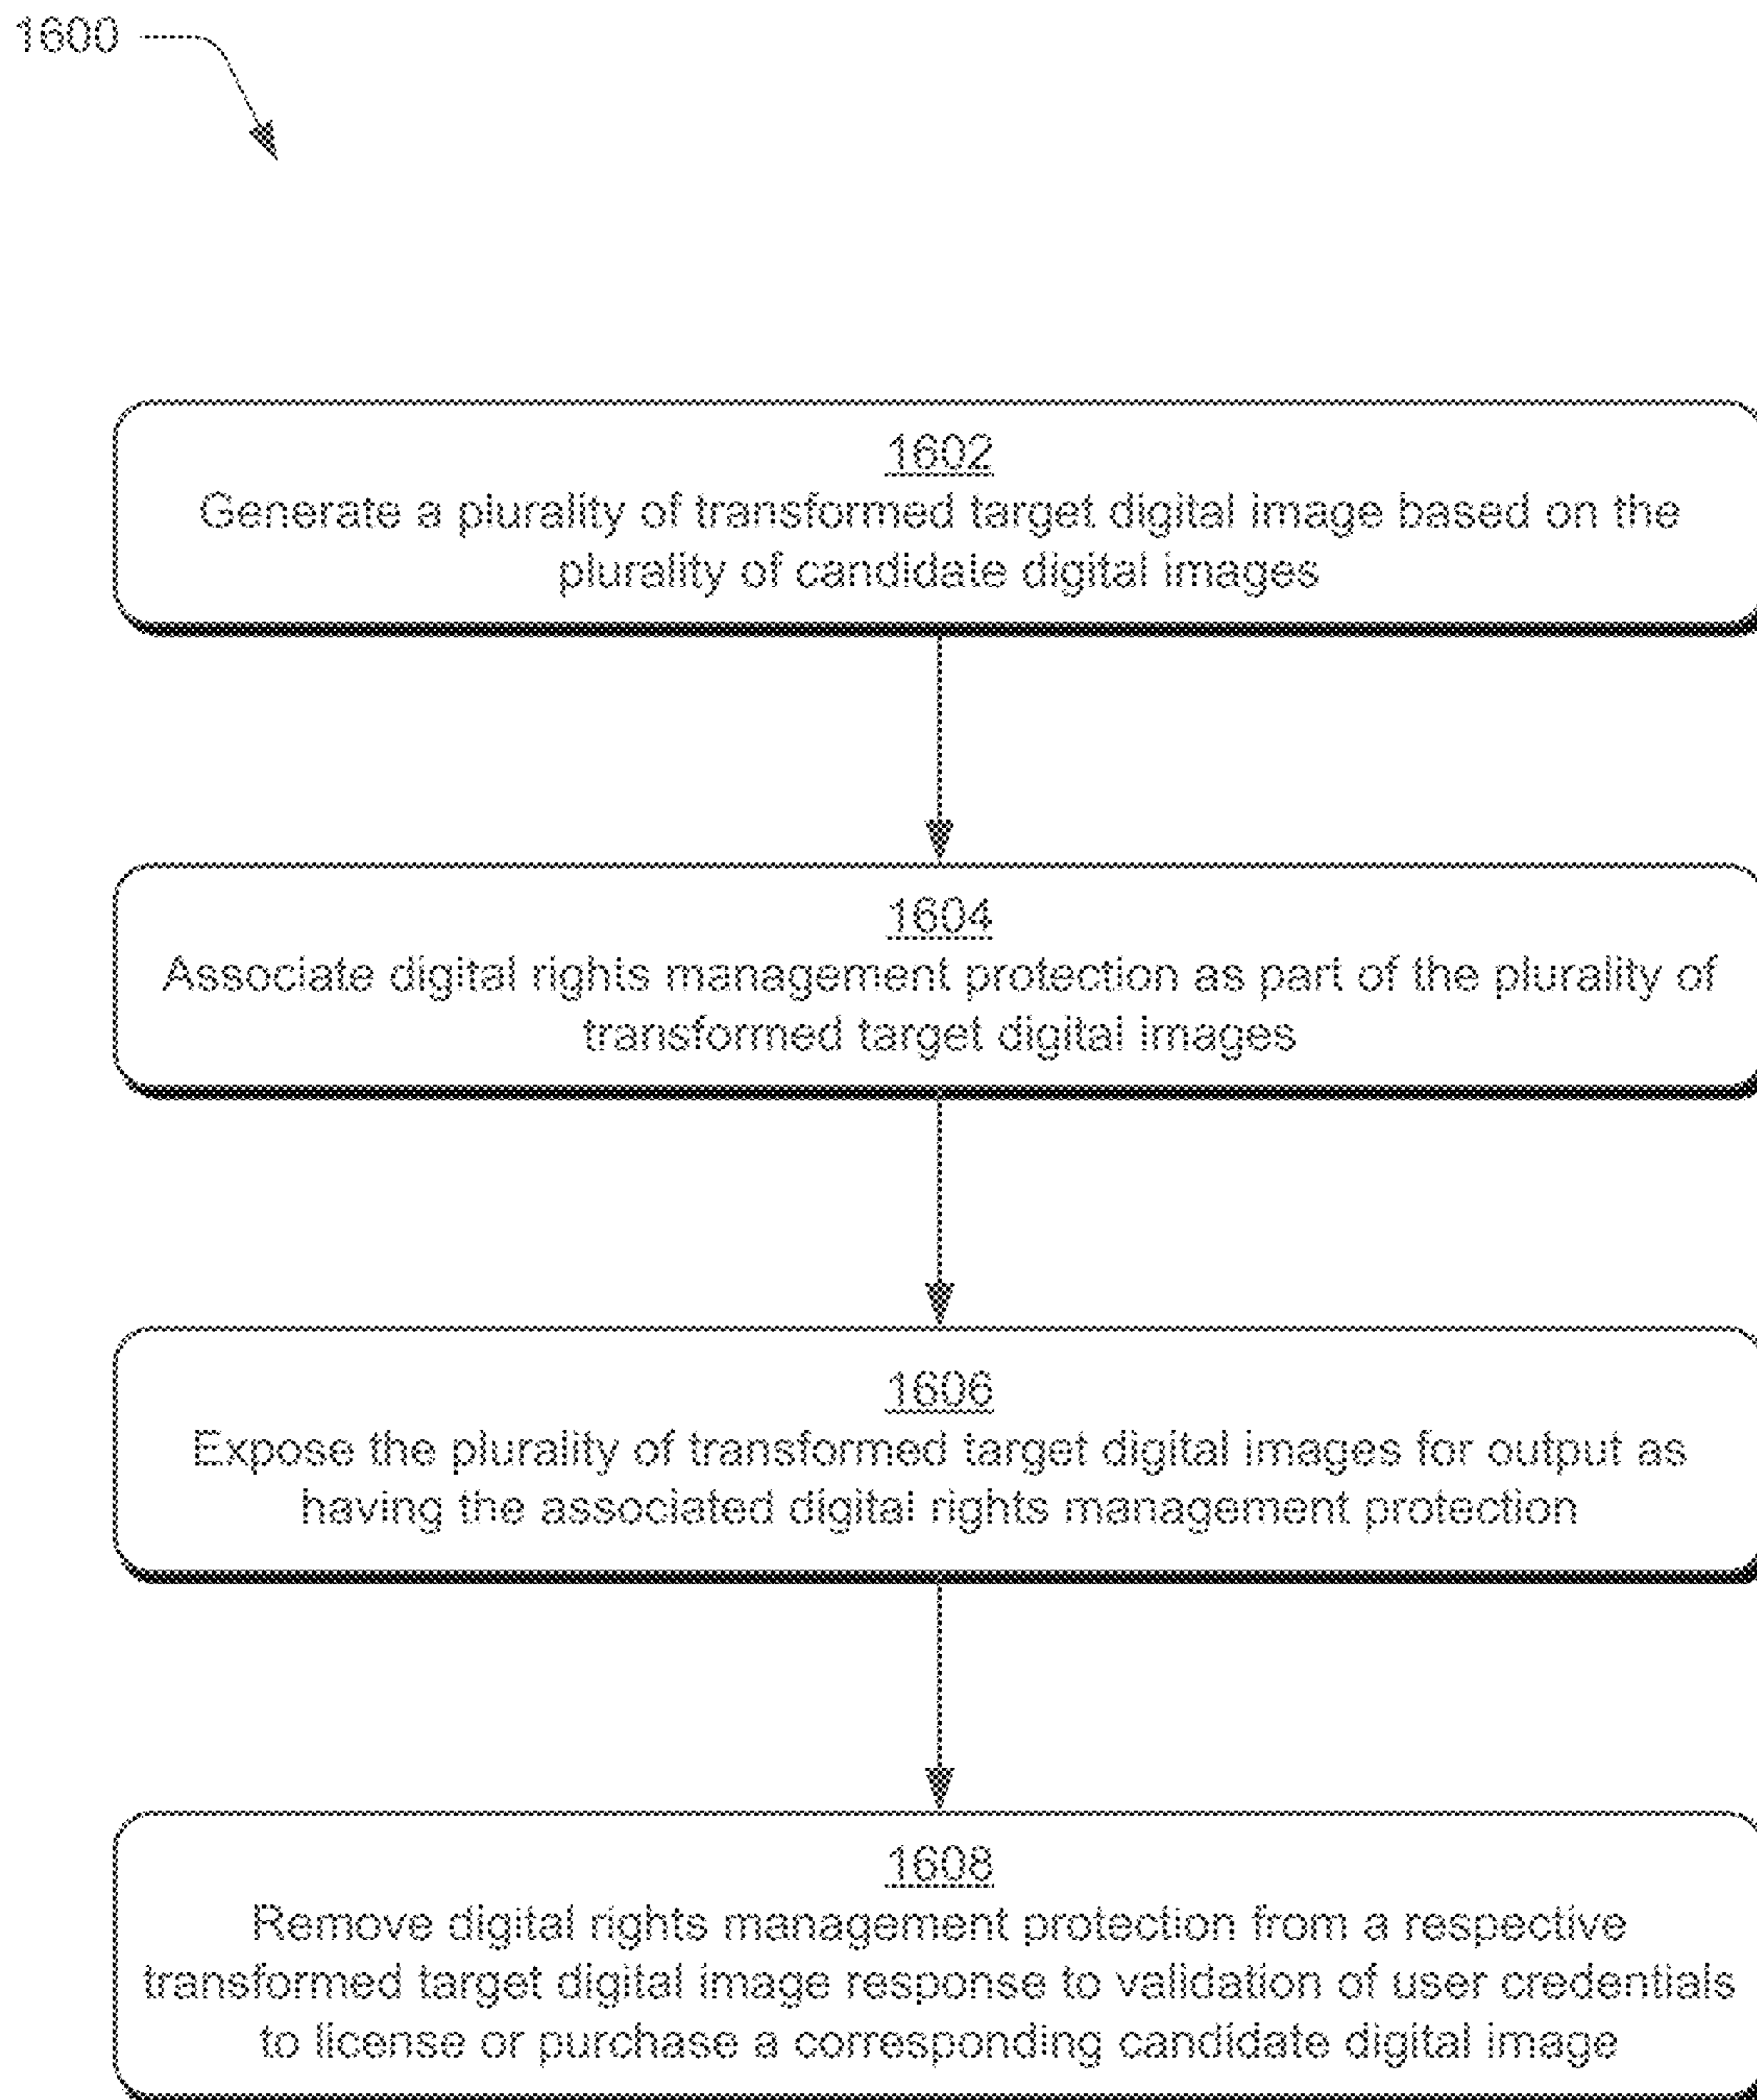 1600
1602
Generate a plurality of transformed target digital image based on the
plurality of candidate digital images
1604
Associate digital rights management protection as part of the plurality of
transformed target digital images
1606
Expose the plurality of transformed target digital images for output as
having the associated digital rights management protection
1608
Remove digital rights management protection from a respective
transformed target digital image response to validation of user credentials
to license or purchase a corresponding candidate digital image